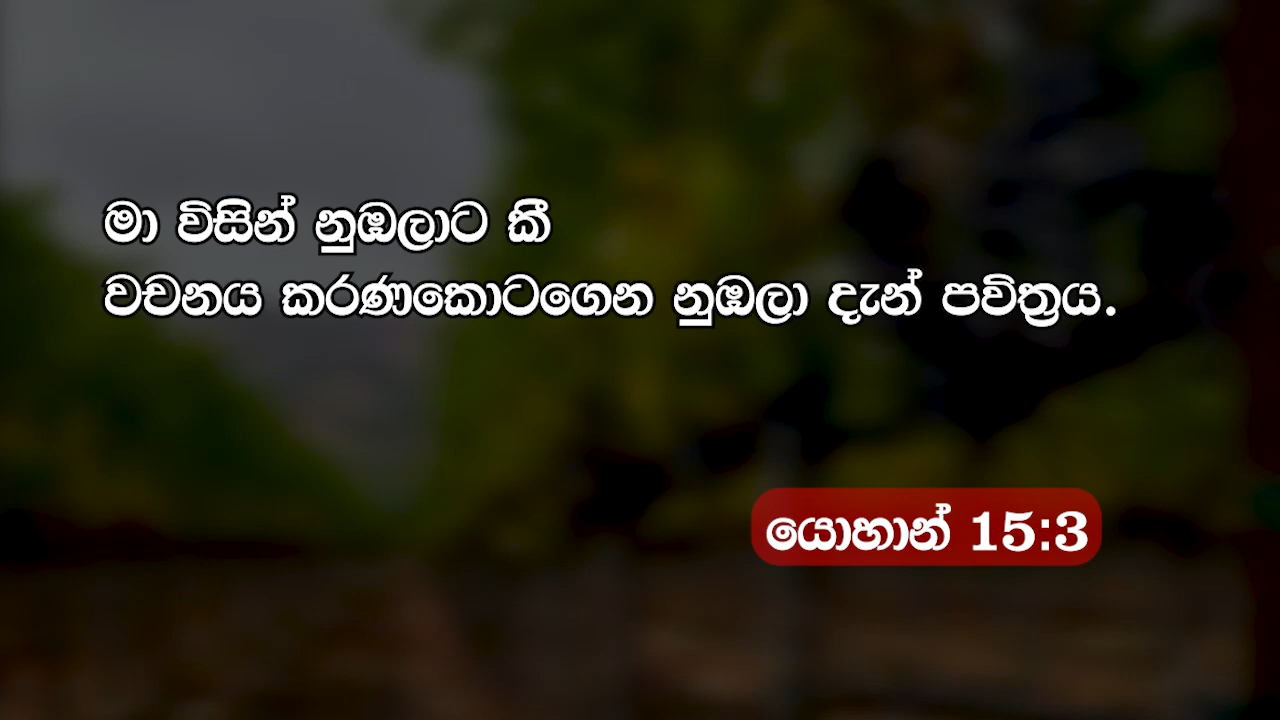 මා විසින් නුඹලාට කී
වචනය කරණකොටගෙන නුඹලා දැන් පවිත්‍රය.
යොහාන් 15:3